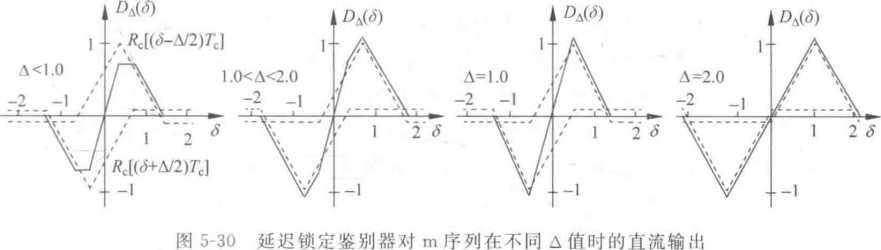 D_Δ(δ)
1
R_c[(δ−Δ/2)T_c]
Δ<1.0
−2 −1 1 2 δ
R_c[(δ+Δ/2)T_c]
−1
D_Δ(δ)
1
1.0<Δ<2.0
−2 −1 1 2 δ
−1
D_Δ(δ)
1
Δ=1.0
−2 −1 1 2 δ
−1
D_Δ(δ)
1
Δ=2.0
−2 −1 1 2 δ
−1
图 5-30 延迟锁定鉴别器对 m 序列在不同 Δ 值时的直流输出